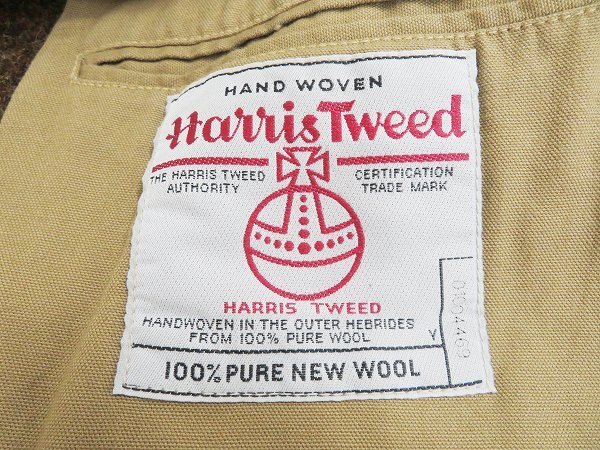 HAND WOVEN
Harris Tweed
THE HARRIS TWEED
AUTHORITY
CERTIFICATION
TRADE MARK
HARRIS TWEED
HANDWOVEN IN THE OUTER HEBRIDES
FROM 100% PURE WOOL
Y
100% PURE NEW WOOL